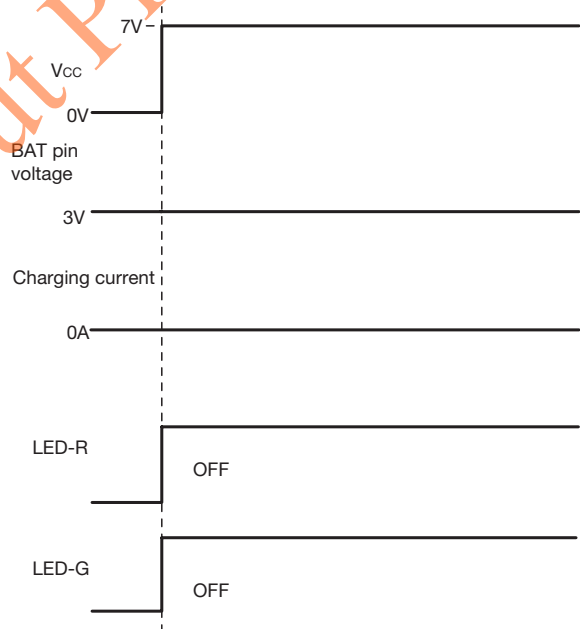 7V
VCC
0V
BAT pin
voltage
3V
Charging current
0A
LED-R
OFF
LED-G
OFF